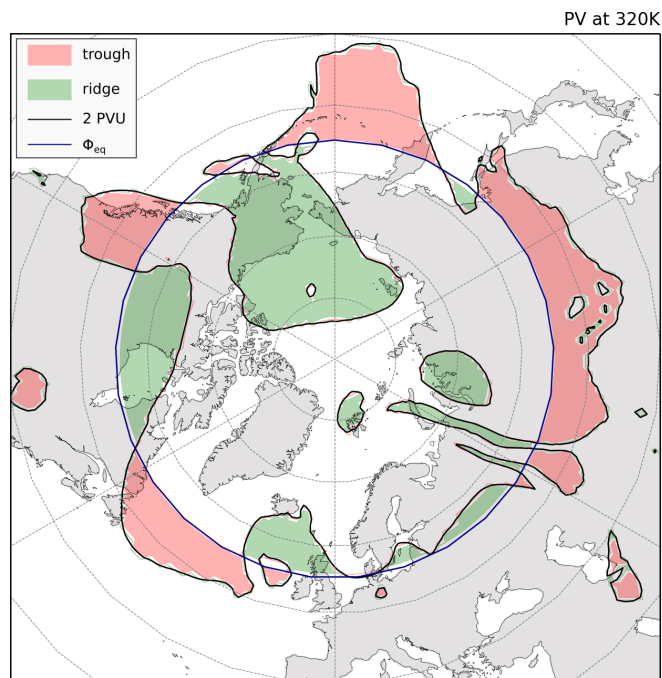 PV at 320K
trough
ridge
2 PVU
Φeq